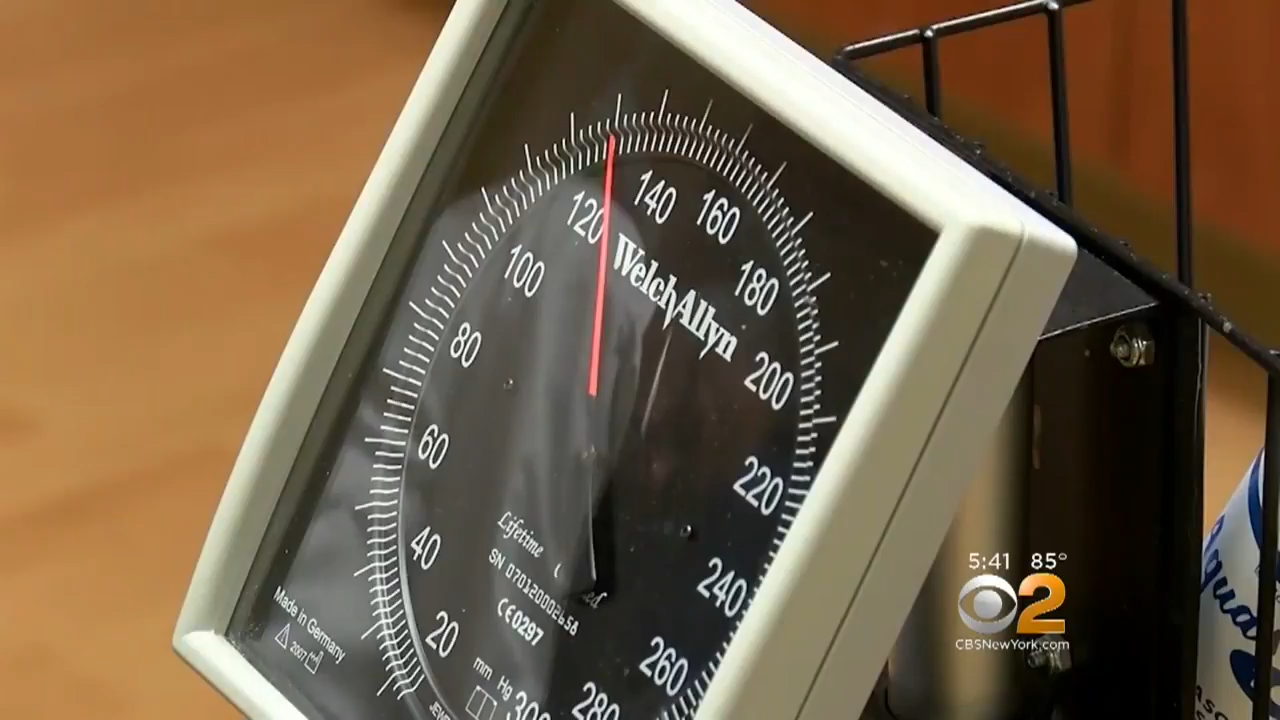 120
140
160
100
180
80
200
60
220
40
240
20
260
280
300
WelchAllyn
Lifetime
SN 070120002658
CE0297
mm Hg
Made in Germany
2007
5:41 85°
2
CBSNewYork.com